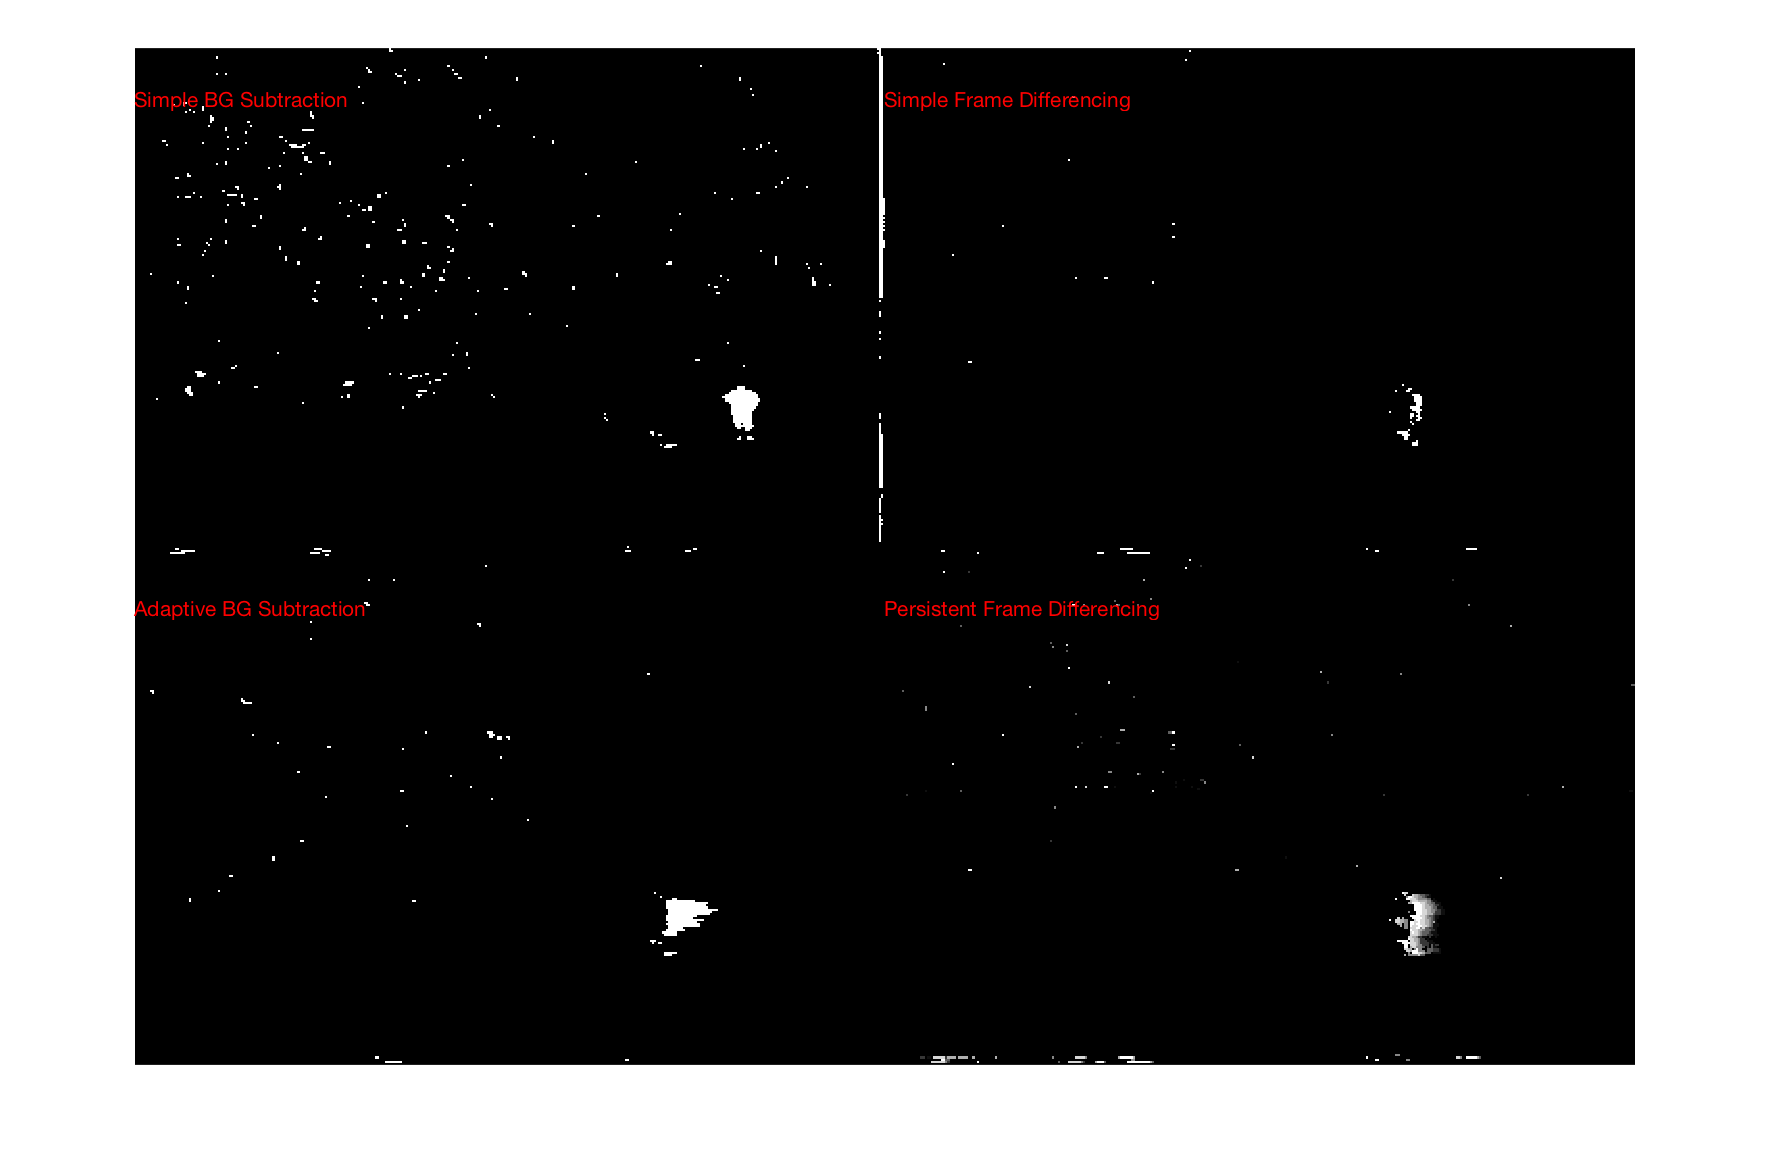 Simple BG Subtraction
Simple Frame Differencing
Adaptive BG Subtraction
Persistent Frame Differencing